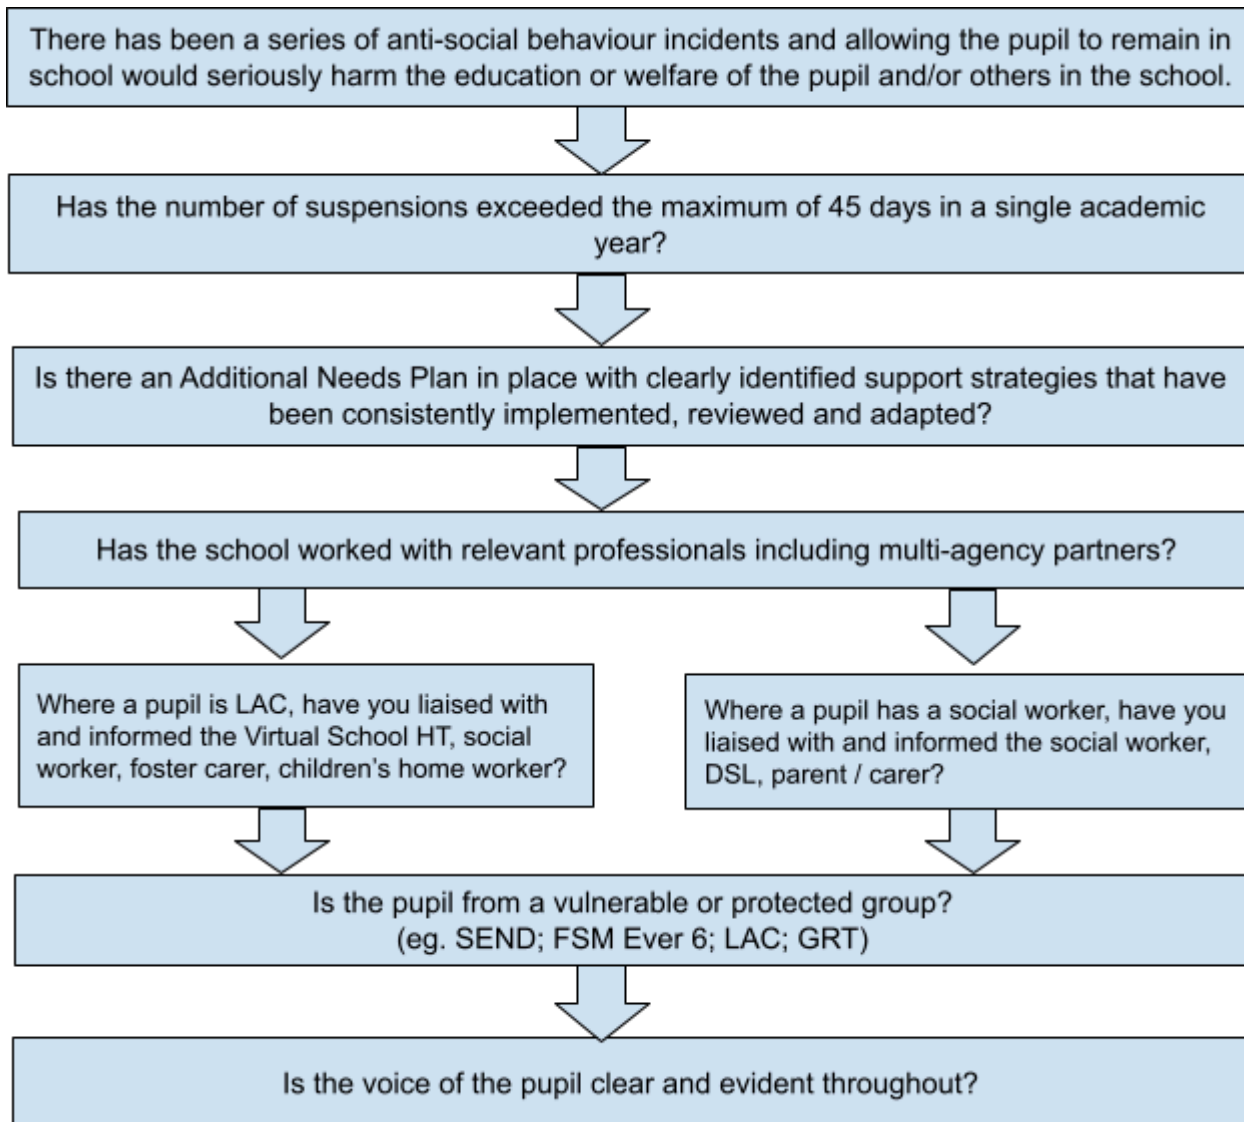 There has been a series of anti-social behaviour incidents and allowing the pupil to remain in
school would seriously harm the education or welfare of the pupil and/or others in the school.
Has the number of suspensions exceeded the maximum of 45 days in a single academic
year?
Is there an Additional Needs Plan in place with clearly identified support strategies that have
been consistently implemented, reviewed and adapted?
Has the school worked with relevant professionals including multi-agency partners?
Where a pupil is LAC, have you liaised with
and informed the Virtual School HT, social
worker, foster carer, children's home worker?
Where a pupil has a social worker, have you
liaised with and informed the social worker,
DSL, parent / carer?
Is the pupil from a vulnerable or protected group?
(eg. SEND; FSM Ever 6; LAC; GRT)
Is the voice of the pupil clear and evident throughout?